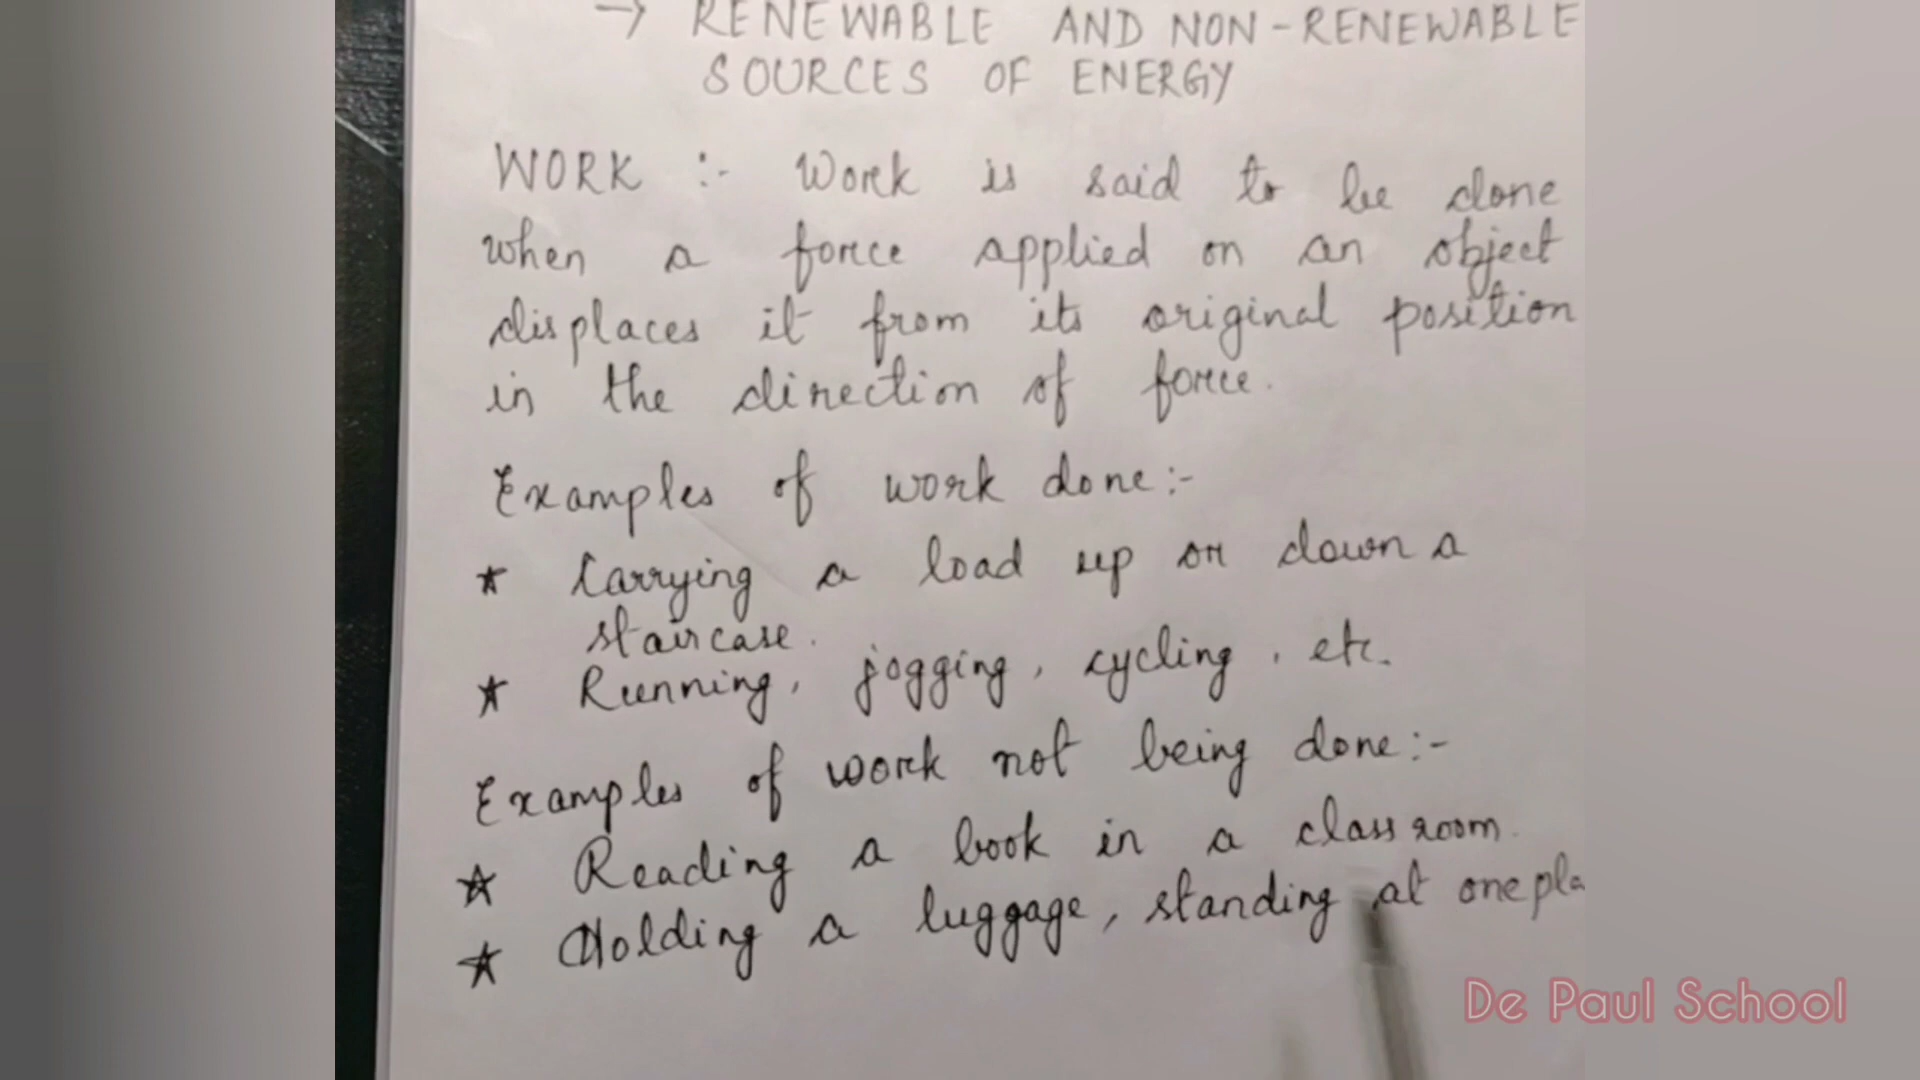 → RENEWABLE AND NON-RENEWABLE
SOURCES OF ENERGY
WORK :- Work is said to be done
when a force applied on an object
displaces it from its original position
in the direction of force.
Examples of work done:-
* Carrying a load up or down a
staircase.
* Running, jogging, cycling, etc.
Examples of work not being done:-
* Reading a book in a classroom.
* Holding a luggage, standing at one pla
De Paul School